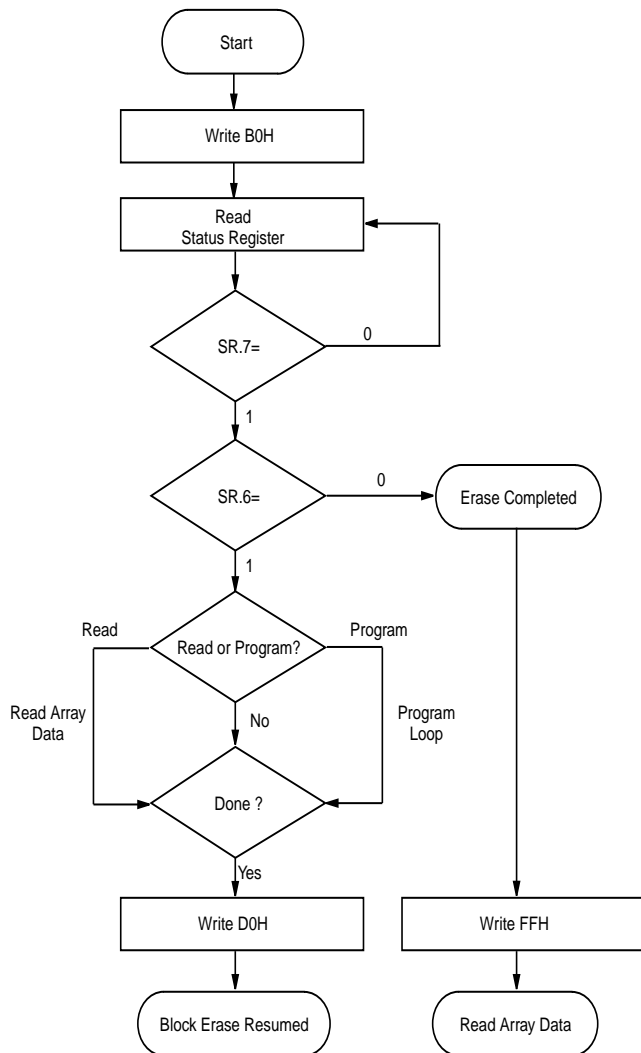 Start
Write B0H
Read
Status Register
SR.7=
0
1
SR.6=
0
Erase Completed
1
Read
Read or Program?
Program
Read Array
Data
No
Program
Loop
Done ?
Yes
Write D0H
Write FFH
Block Erase Resumed
Read Array Data